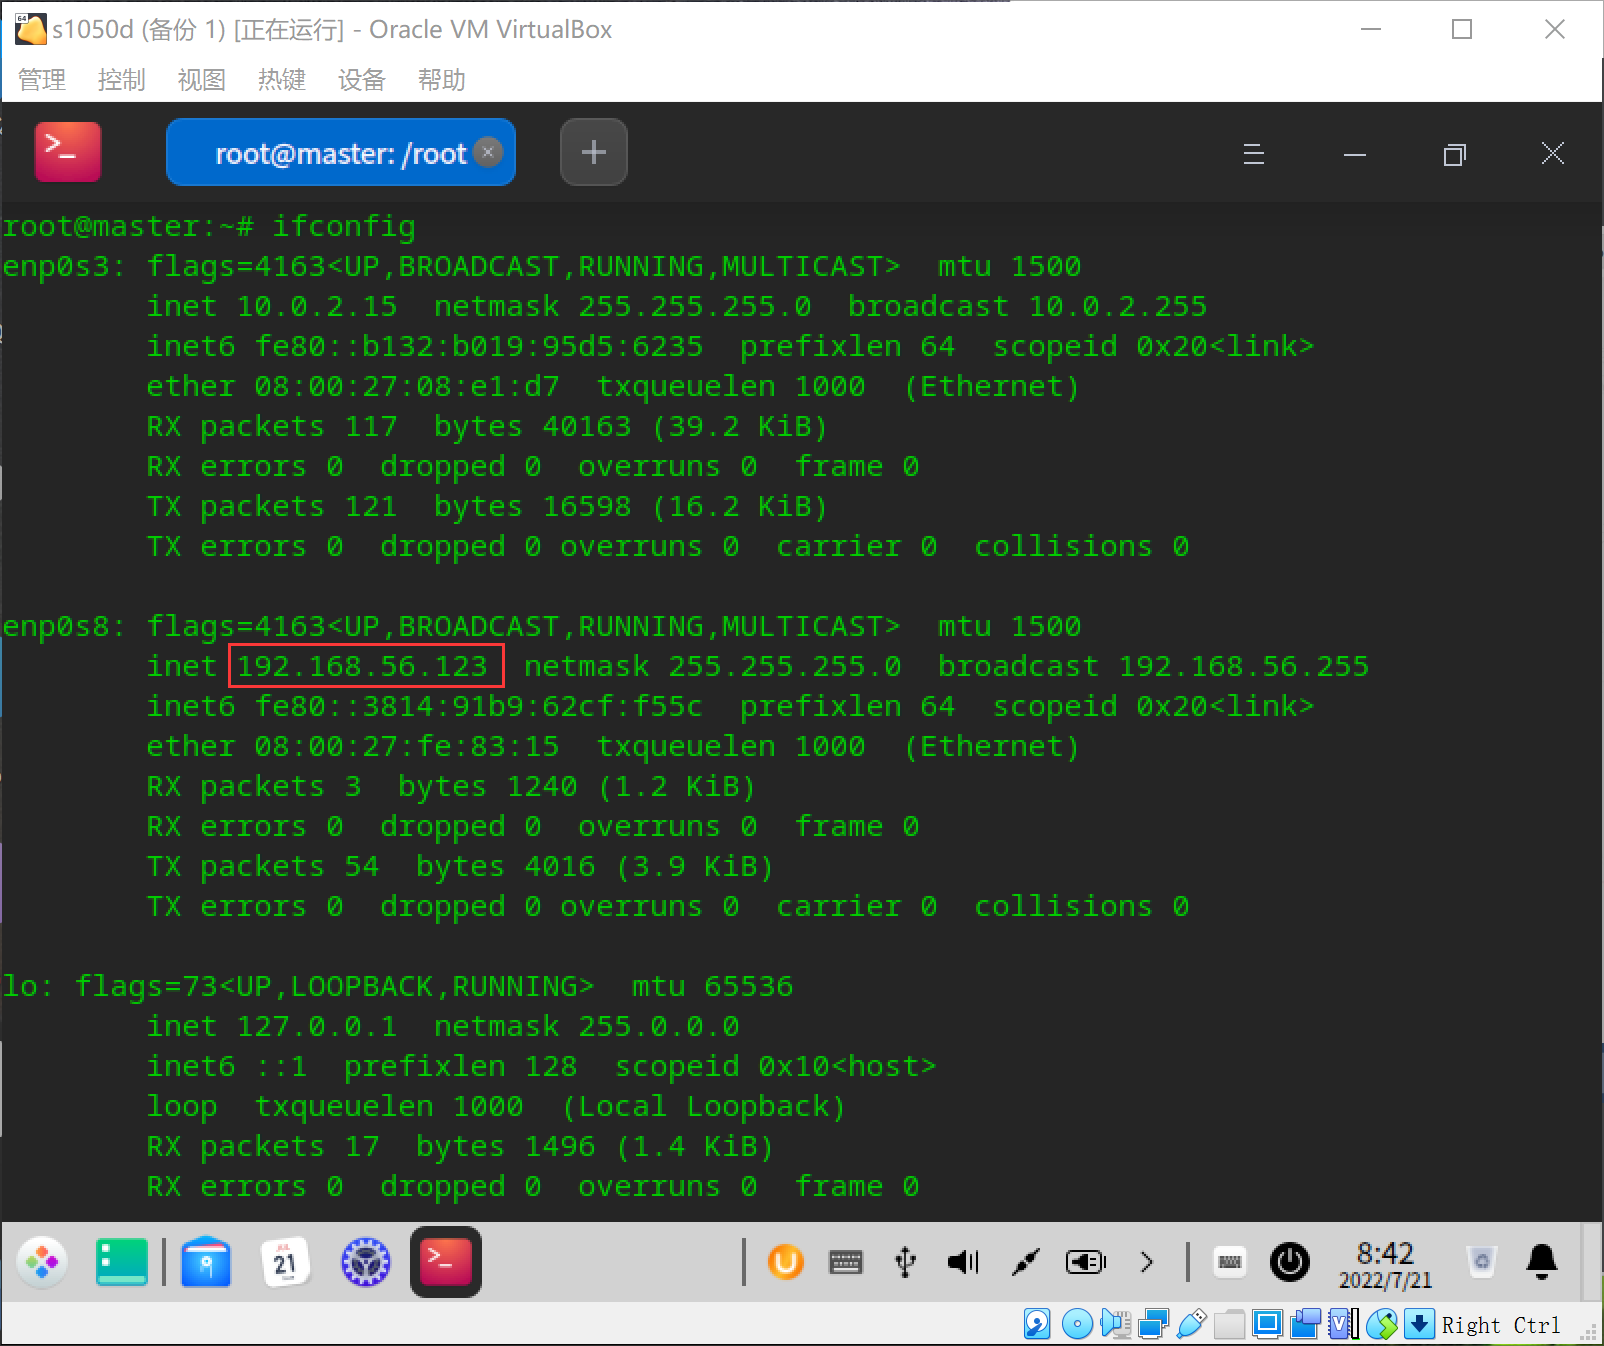 64
s1050d (备份 1) [正在运行] - Oracle VM VirtualBox
管理 控制 视图 热键 设备 帮助
>_ root@master: /root × +
root@master:~# ifconfig
enp0s3: flags=4163<UP,BROADCAST,RUNNING,MULTICAST>  mtu 1500
inet 10.0.2.15  netmask 255.255.255.0  broadcast 10.0.2.255
inet6 fe80::b132:b019:95d5:6235  prefixlen 64  scopeid 0x20<link>
ether 08:00:27:08:e1:d7  txqueuelen 1000  (Ethernet)
RX packets 117  bytes 40163 (39.2 KiB)
RX errors 0  dropped 0  overruns 0  frame 0
TX packets 121  bytes 16598 (16.2 KiB)
TX errors 0  dropped 0 overruns 0  carrier 0  collisions 0
enp0s8: flags=4163<UP,BROADCAST,RUNNING,MULTICAST>  mtu 1500
inet 192.168.56.123  netmask 255.255.255.0  broadcast 192.168.56.255
inet6 fe80::3814:91b9:62cf:f55c  prefixlen 64  scopeid 0x20<link>
ether 08:00:27:fe:83:15  txqueuelen 1000  (Ethernet)
RX packets 3  bytes 1240 (1.2 KiB)
RX errors 0  dropped 0  overruns 0  frame 0
TX packets 54  bytes 4016 (3.9 KiB)
TX errors 0  dropped 0 overruns 0  carrier 0  collisions 0
lo: flags=73<UP,LOOPBACK,RUNNING>  mtu 65536
inet 127.0.0.1  netmask 255.0.0.0
inet6 ::1  prefixlen 128  scopeid 0x10<host>
loop  txqueuelen 1000  (Local Loopback)
RX packets 17  bytes 1496 (1.4 KiB)
RX errors 0  dropped 0  overruns 0  frame 0
JUL
21
>_
U
8:42
2022/7/21
V
Right Ctrl